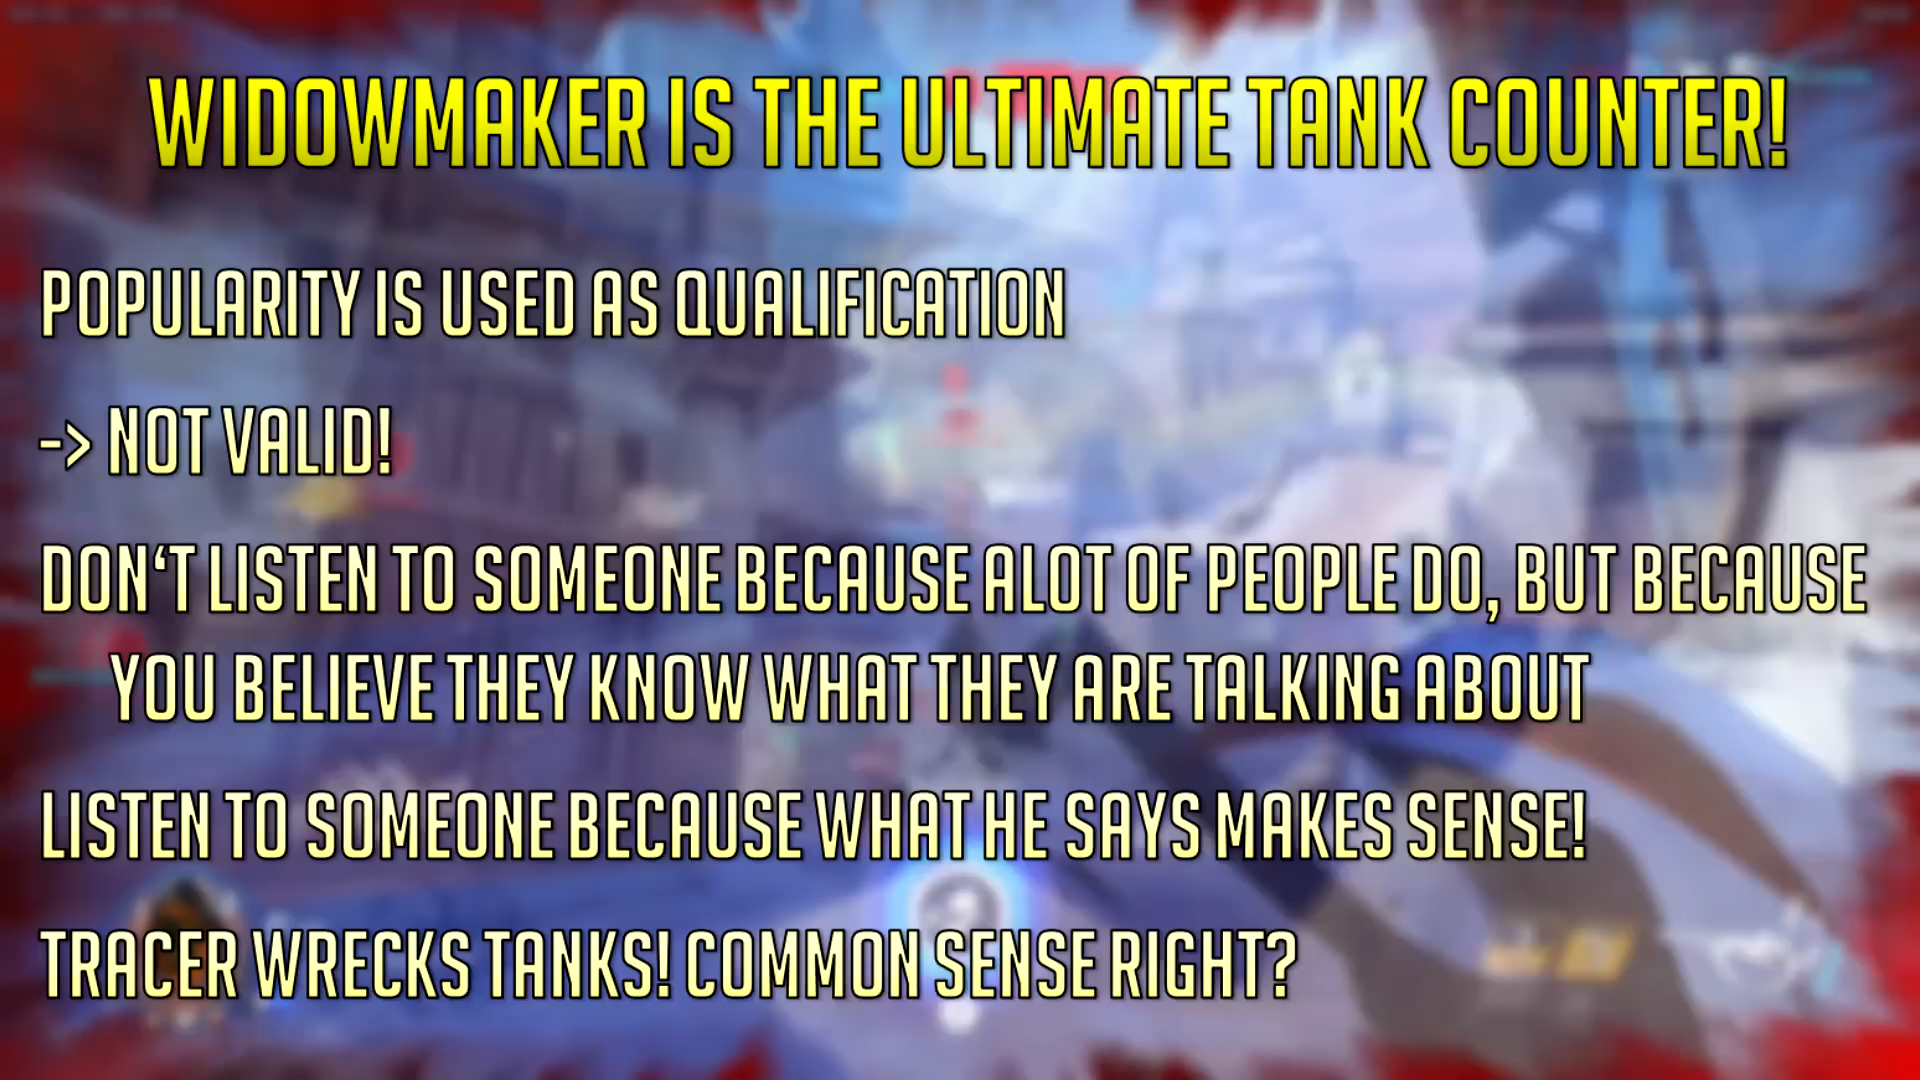 WIDOWMAKER IS THE ULTIMATE TANK COUNTER!
POPULARITY IS USED AS QUALIFICATION
-> NOT VALID!
DON‘T LISTEN TO SOMEONE BECAUSE ALOT OF PEOPLE DO, BUT BECAUSE
YOU BELIEVE THEY KNOW WHAT THEY ARE TALKING ABOUT
LISTEN TO SOMEONE BECAUSE WHAT HE SAYS MAKES SENSE!
TRACER WRECKS TANKS! COMMON SENSE RIGHT?